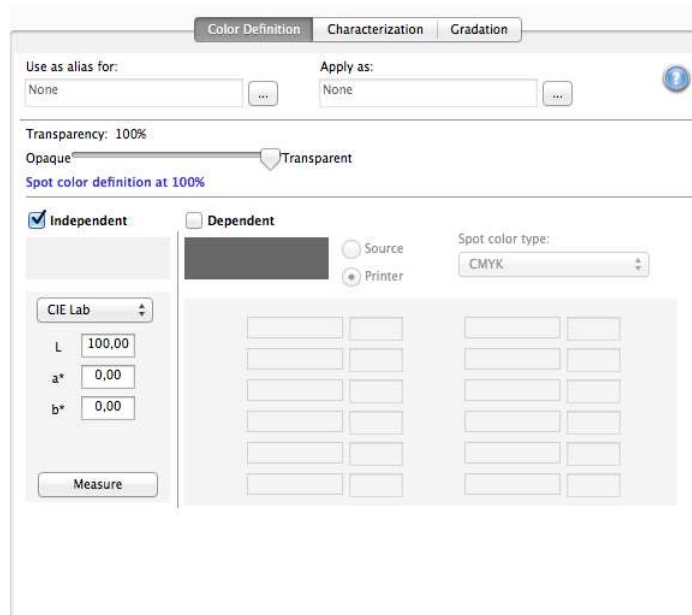 Color Definition Characterization Gradation
Use as alias for: Apply as:
None ... None ...
?
Transparency: 100%
Opaque Transparent
Spot color definition at 100%
Independent Dependent
Source Spot color type:
CMYK
Printer
CIE Lab
L 100,00
a* 0,00
b* 0,00
Measure